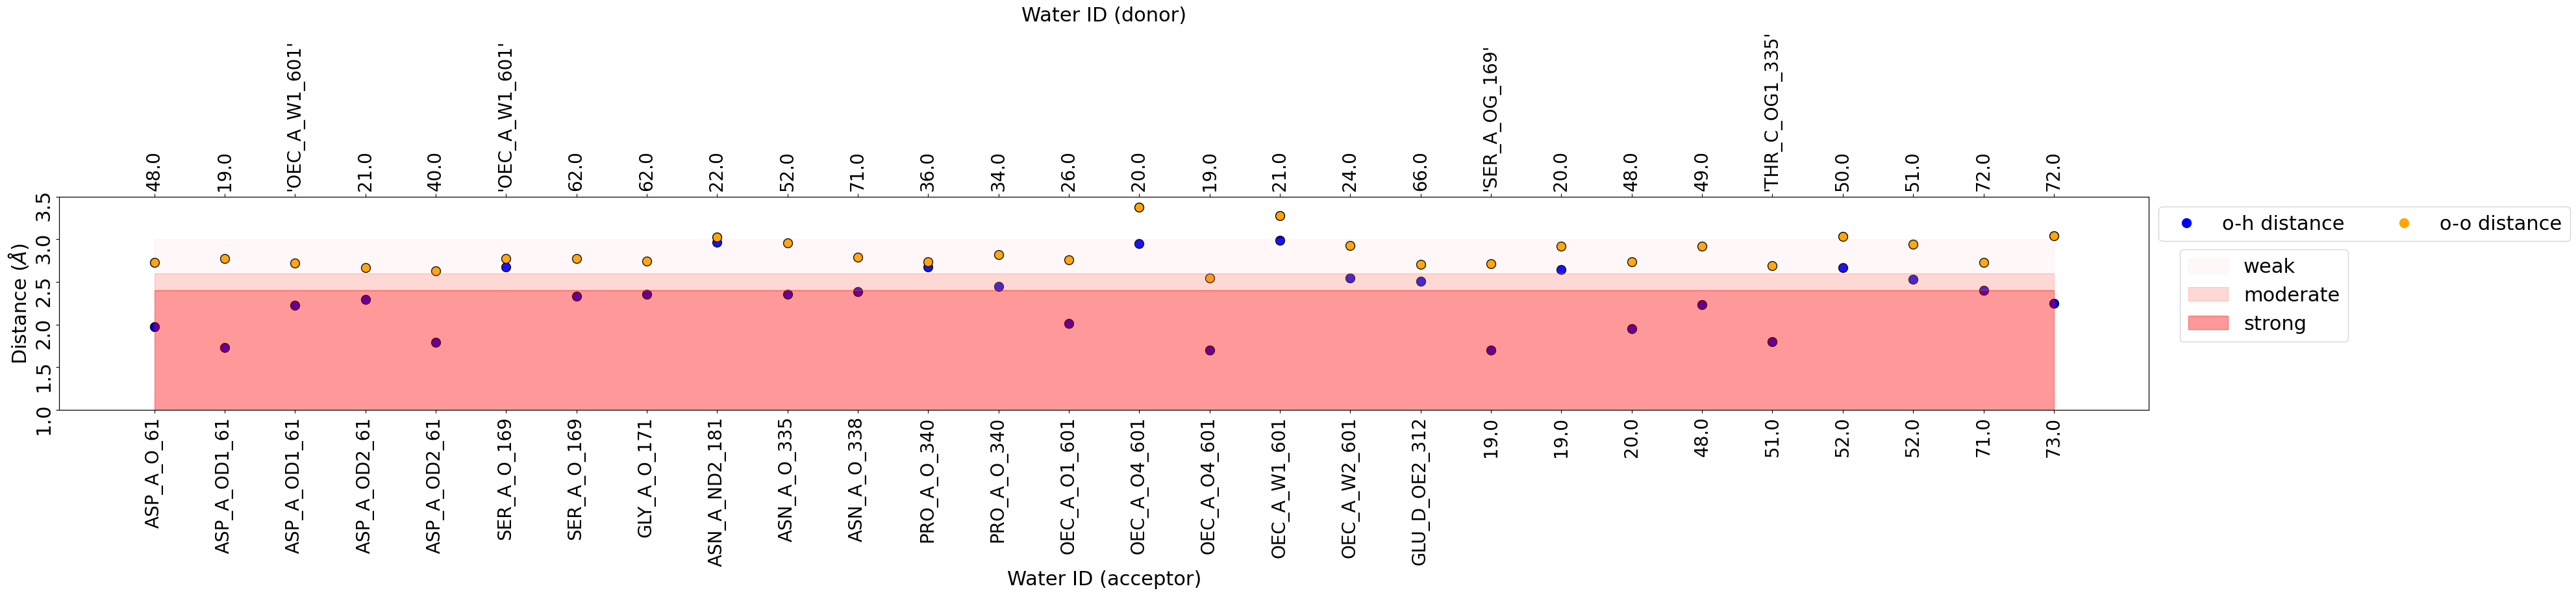 Water ID (donor)
48.0
19.0
'OEC_A_W1_601'
21.0
40.0
'OEC_A_W1_601'
62.0
62.0
22.0
52.0
71.0
36.0
34.0
26.0
20.0
19.0
21.0
24.0
66.0
'SER_A_OG_169'
20.0
48.0
49.0
'THR_C_OG1_335'
50.0
51.0
72.0
72.0
Distance (Å)
3.5
3.0
2.5
2.0
1.5
1.0
o-h distance
o-o distance
weak
moderate
strong
ASP_A_O_61
ASP_A_OD1_61
ASP_A_OD1_61
ASP_A_OD2_61
ASP_A_OD2_61
SER_A_O_169
SER_A_O_169
GLY_A_O_171
ASN_A_ND2_181
ASN_A_O_335
ASN_A_O_338
PRO_A_O_340
PRO_A_O_340
OEC_A_O1_601
OEC_A_O4_601
OEC_A_O4_601
OEC_A_W1_601
OEC_A_W2_601
GLU_D_OE2_312
19.0
19.0
20.0
48.0
51.0
52.0
52.0
71.0
73.0
Water ID (acceptor)